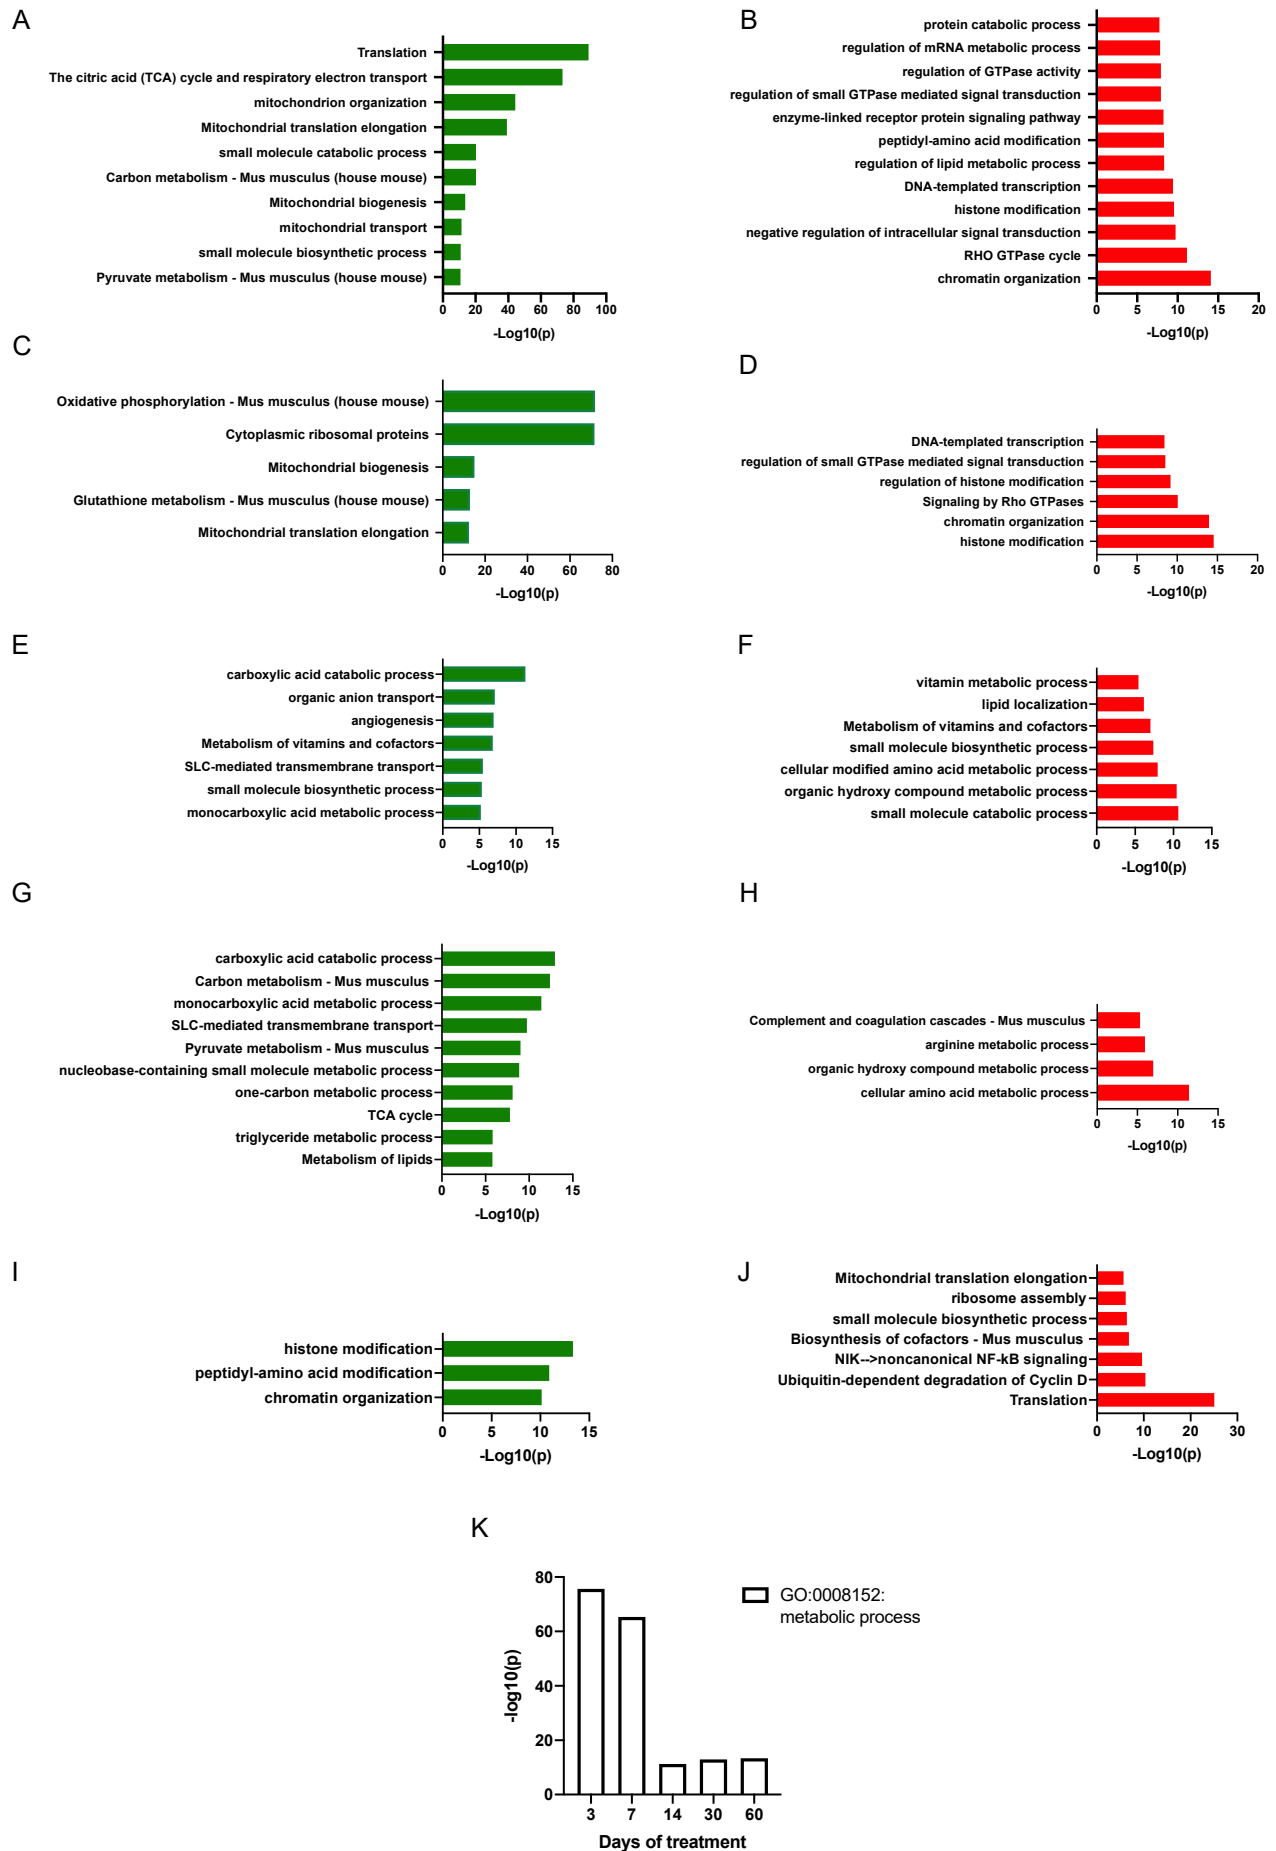 A
Translation
The citric acid (TCA) cycle and respiratory electron transport
mitochondrion organization
Mitochondrial translation elongation
small molecule catabolic process
Carbon metabolism - Mus musculus (house mouse)
Mitochondrial biogenesis
mitochondrial transport
small molecule biosynthetic process
Pyruvate metabolism - Mus musculus (house mouse)
0 20 40 60 80 100
-Log10(p)
B
protein catabolic process
regulation of mRNA metabolic process
regulation of GTPase activity
regulation of small GTPase mediated signal transduction
enzyme-linked receptor protein signaling pathway
peptidyl-amino acid modification
regulation of lipid metabolic process
DNA-templated transcription
histone modification
negative regulation of intracellular signal transduction
RHO GTPase cycle
chromatin organization
0 5 10 15 20
-Log10(p)
C
Oxidative phosphorylation - Mus musculus (house mouse)
Cytoplasmic ribosomal proteins
Mitochondrial biogenesis
Glutathione metabolism - Mus musculus (house mouse)
Mitochondrial translation elongation
0 20 40 60 80
-Log10(p)
D
DNA-templated transcription
regulation of small GTPase mediated signal transduction
regulation of histone modification
Signaling by Rho GTPases
chromatin organization
histone modification
0 5 10 15 20
-Log10(p)
E
carboxylic acid catabolic process
organic anion transport
angiogenesis
Metabolism of vitamins and cofactors
SLC-mediated transmembrane transport
small molecule biosynthetic process
monocarboxylic acid metabolic process
0 5 10 15
-Log10(p)
F
vitamin metabolic process
lipid localization
Metabolism of vitamins and cofactors
small molecule biosynthetic process
cellular modified amino acid metabolic process
organic hydroxy compound metabolic process
small molecule catabolic process
0 5 10 15
-Log10(p)
G
carboxylic acid catabolic process
Carbon metabolism - Mus musculus
monocarboxylic acid metabolic process
SLC-mediated transmembrane transport
Pyruvate metabolism - Mus musculus
nucleobase-containing small molecule metabolic process
one-carbon metabolic process
TCA cycle
triglyceride metabolic process
Metabolism of lipids
0 5 10 15
-Log10(p)
H
Complement and coagulation cascades - Mus musculus
arginine metabolic process
organic hydroxy compound metabolic process
cellular amino acid metabolic process
0 5 10 15
-Log10(p)
I
histone modification
peptidyl-amino acid modification
chromatin organization
0 5 10 15
-Log10(p)
J
Mitochondrial translation elongation
ribosome assembly
small molecule biosynthetic process
Biosynthesis of cofactors - Mus musculus
NIK-->noncanonical NF-kB signaling
Ubiquitin-dependent degradation of Cyclin D
Translation
0 10 20 30
-Log10(p)
K
-log10(p)
80
60
40
20
0
3 7 14 30 60
Days of treatment
GO:0008152:
metabolic process